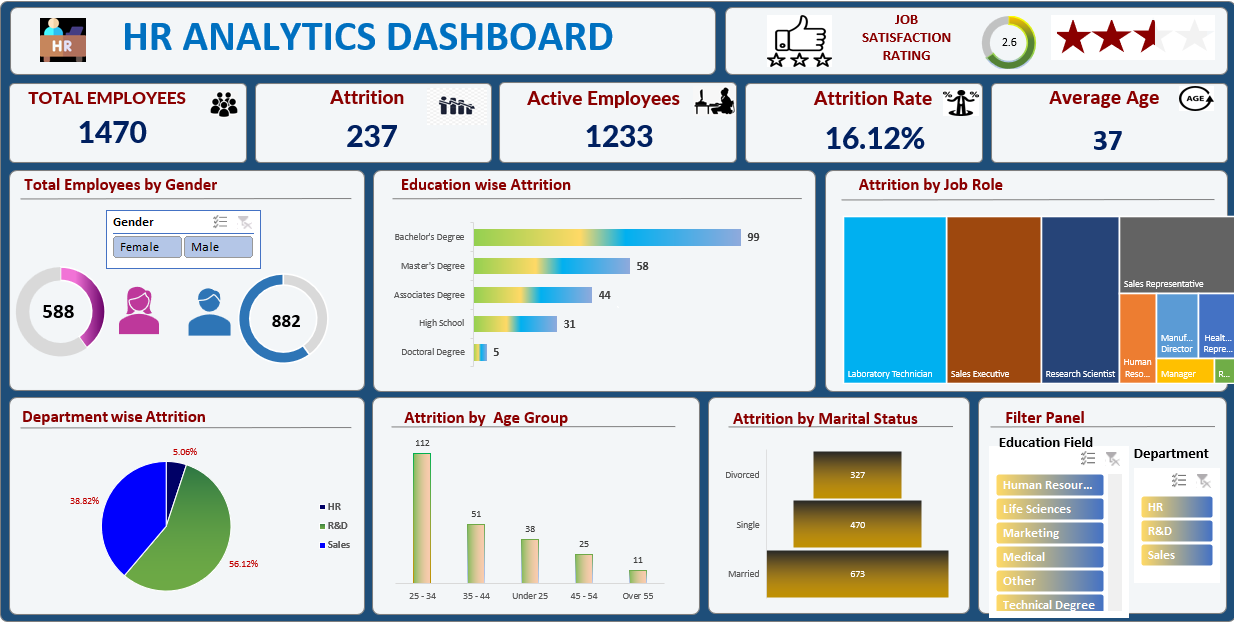 HR
HR ANALYTICS DASHBOARD
JOB
SATISFACTION
RATING
2.6
TOTAL EMPLOYEES
1470
Attrition
237
Active Employees
1233
Attrition Rate
% %
16.12%
Average Age
AGE
37
Total Employees by Gender
Gender
Female
Male
588
882
Education wise Attrition
Bachelor's Degree
99
Master's Degree
58
Associates Degree
44
High School
31
Doctoral Degree
5
Attrition by Job Role
Laboratory Technician
Sales Executive
Research Scientist
Sales Representative
Human
Reso...
Manuf...
Director
Healt...
Repre...
Manager
R...
Department wise Attrition
5.06%
38.82%
56.12%
HR
R&D
Sales
Attrition by  Age Group
112
51
38
25
11
25 - 34
35 - 44
Under 25
45 - 54
Over 55
Attrition by Marital Status
Divorced
327
Single
470
Married
673
Filter Panel
Education Field
Human Resour...
Life Sciences
Marketing
Medical
Other
Technical Degree
Department
HR
R&D
Sales